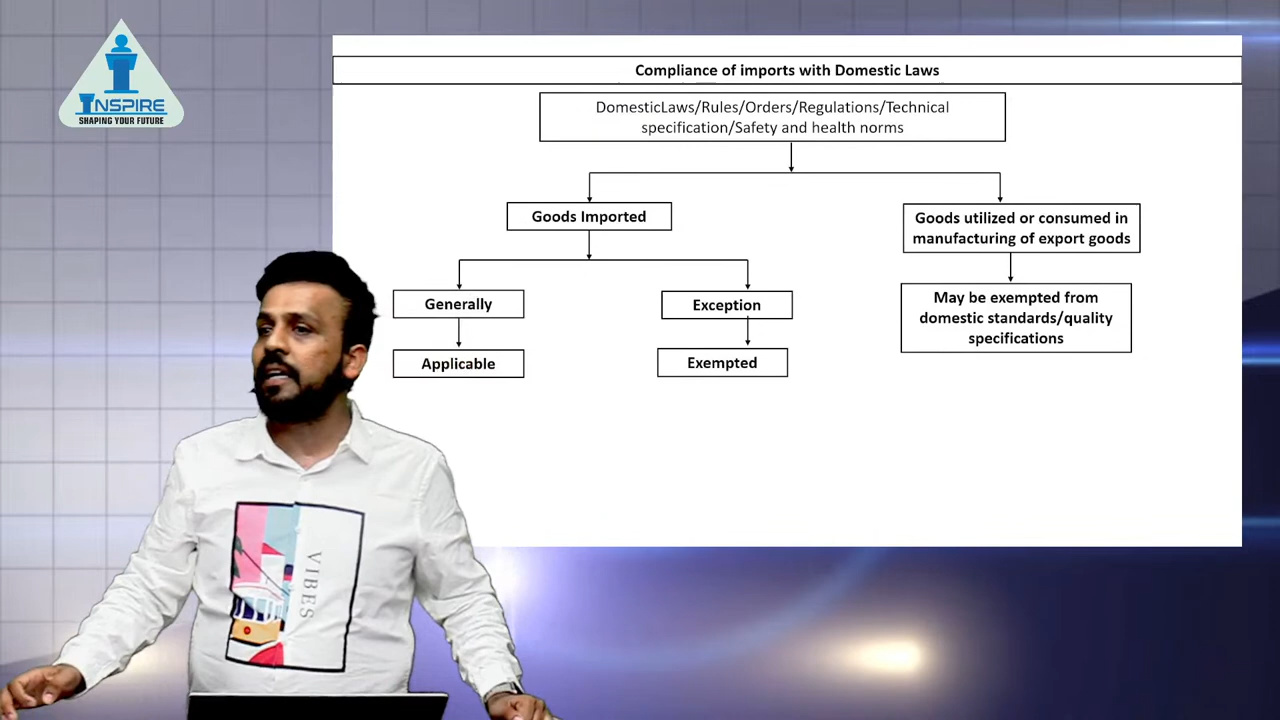 INSPIRE
SHAPING YOUR FUTURE
Compliance of imports with Domestic Laws
DomesticLaws/Rules/Orders/Regulations/Technical
specification/Safety and health norms
Goods Imported
Goods utilized or consumed in
manufacturing of export goods
Generally
Exception
May be exempted from
domestic standards/quality
specifications
Applicable
Exempted
VIBES